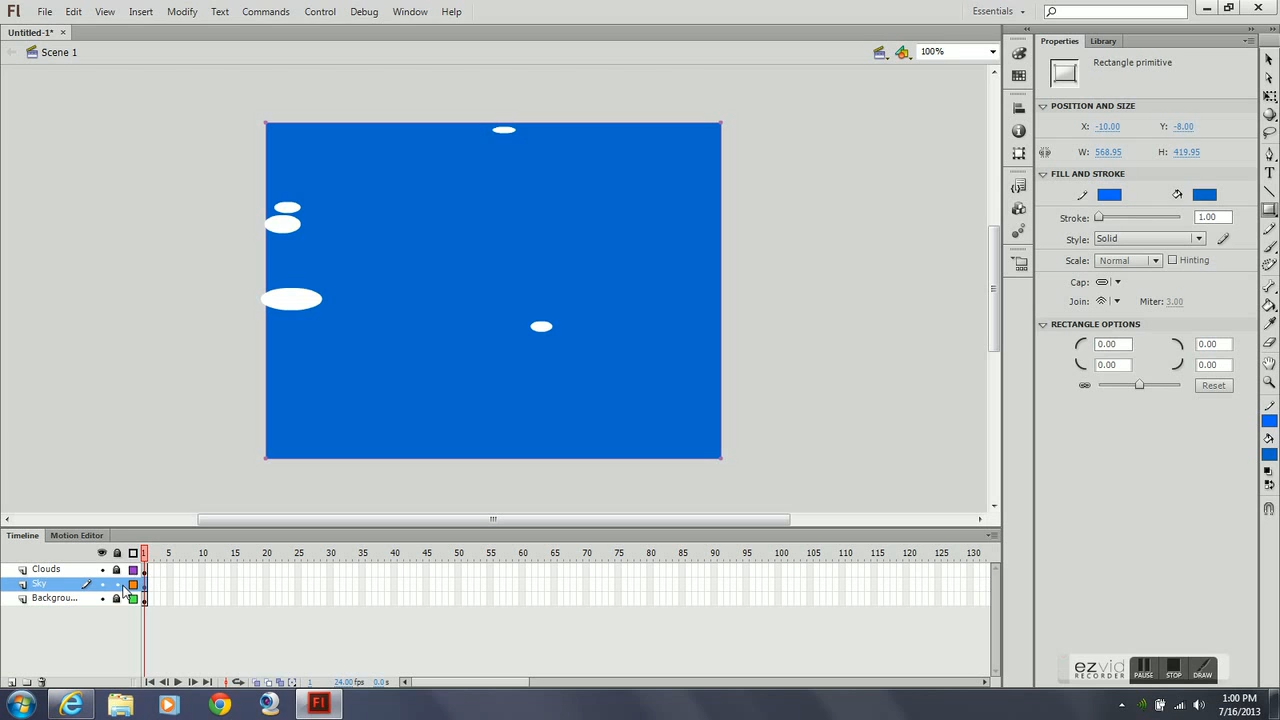 Fl File Edit View Insert Modify Text Commands Control Debug Window Help Essentials
Untitled-1*
Scene 1
100%
Properties Library
Rectangle primitive
POSITION AND SIZE
X: -10.00 Y: -8.00
W: 568.95 H: 419.95
FILL AND STROKE
Stroke: 1.00
Style: Solid
Scale: Normal Hinting
Cap:
Join: Miter: 3.00
RECTANGLE OPTIONS
0.00 0.00
0.00 0.00
Reset
Timeline Motion Editor
1 5 10 15 20 25 30 35 40 45 50 55 60 65 70 75 80 85 90 95 100 105 110 115 120 125 130
Clouds
Sky
Backgrou...
1 24.00 fps 0.0 s
ezvid
RECORDER
PAUSE STOP DRAW
Fl
1:00 PM
7/16/2013